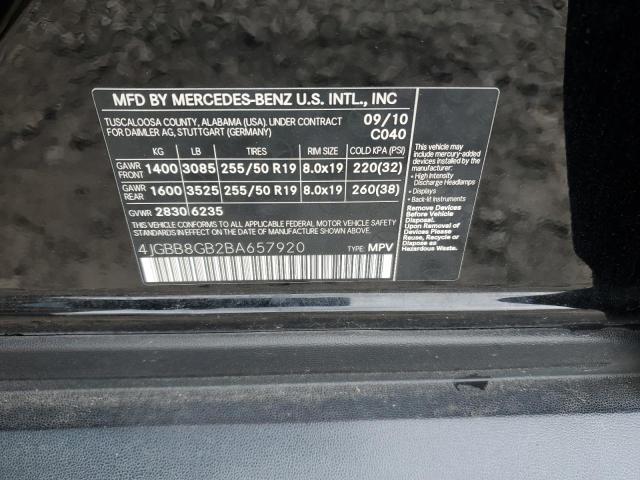 MFD BY MERCEDES-BENZ U.S. INTL., INC
TUSCALOOSA COUNTY, ALABAMA (USA), UNDER CONTRACT
FOR DAIMLER AG, STUTTGART (GERMANY)
09/10
C040
KG LB TIRES RIM SIZE COLD KPA (PSI)
GAWR FRONT 1400 3085 255/50 R19 8.0x19 220(32)
GAWR REAR 1600 3525 255/50 R19 8.0x19 260(38)
GVWR 2830 6235
THIS VEHICLE CONFORMS TO ALL APPLICABLE FEDERAL MOTOR VEHICLE
SAFETY STANDARDS IN EFFECT ON THE DATE OF MANUFACTURE SHOWN ABOVE.
4JGBB8GB2BA657920 TYPE: MPV
This vehicle may
include mercury-added
devices installed by the
manufacturer:
• High Intensity
Discharge Headlamps
• Displays
• Back-lit instruments
Remove Devices
Before Vehicle
Disposal.
Upon Removal of
Devices Please
Reuse, Recycle or
Dispose as
Hazardous Waste.